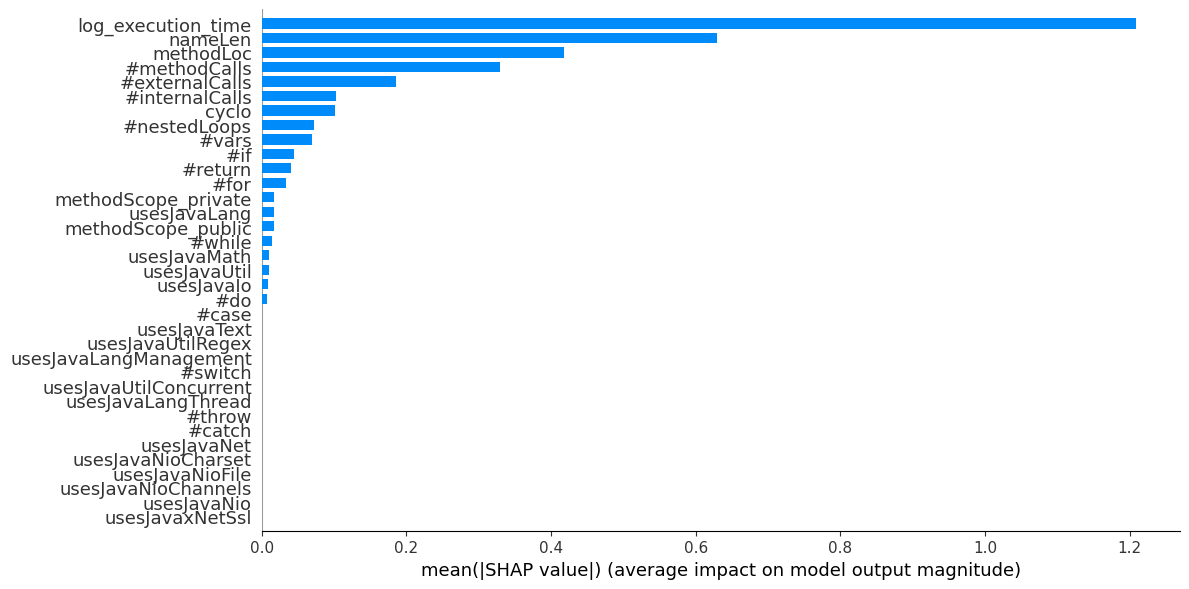 log_execution_time
nameLen
methodLoc
#methodCalls
#externalCalls
#internalCalls
cyclo
#nestedLoops
#vars
#if
#return
#for
methodScope_private
usesJavaLang
methodScope_public
#while
usesJavaMath
usesJavaUtil
usesJavaIo
#do
#case
usesJavaText
usesJavaUtilRegex
usesJavaLangManagement
#switch
usesJavaUtilConcurrent
usesJavaLangThread
#throw
#catch
usesJavaNet
usesJavaNioCharset
usesJavaNioFile
usesJavaNioChannels
usesJavaNio
usesJavaxNetSsl
0.0 0.2 0.4 0.6 0.8 1.0 1.2
mean(|SHAP value|) (average impact on model output magnitude)